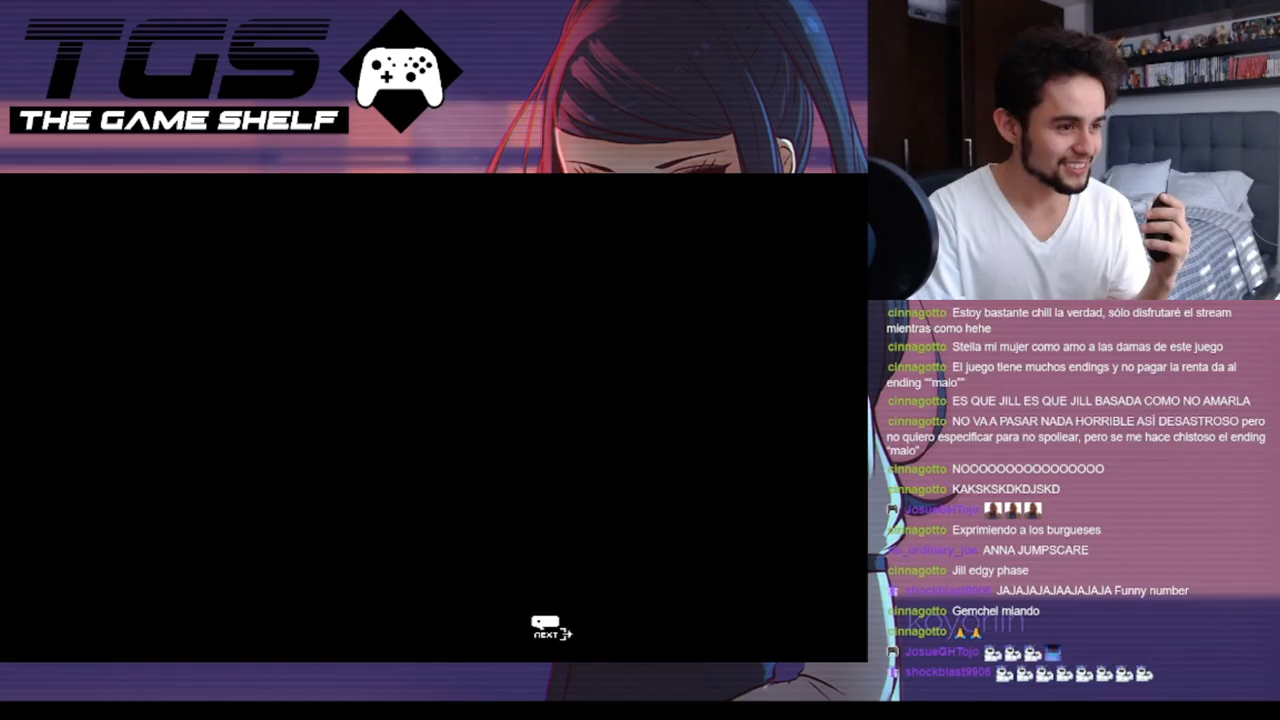 TGS
THE GAME SHELF
NEXT
cinnagotto Estoy bastante chill la verdad, sólo disfrutaré el stream
mientras como hehe
cinnagotto Stella mi mujer como amo a las damas de este juego
cinnagotto El juego tiene muchos endings y no pagar la renta da al
ending ""malo""
cinnagotto ES QUE JILL ES QUE JILL BASADA COMO NO AMARLA
cinnagotto NO VA A PASAR NADA HORRIBLE ASÍ DESASTROSO pero
no quiero especificar para no spoilear, pero se me hace chistoso el ending
"malo"
cinnagotto NOOOOOOOOOOOOOOOO
cinnagotto KAKSKSKDKDJSKD
JosueGHTojo
cinnagotto Exprimiendo a los burgueses
no_ordinary_joe ANNA JUMPSCARE
cinnagotto Jill edgy phase
shockblast9906 JAJAJAJAJAAJAJAJA Funny number
cinnagotto Gemchel miando
koyorin
cinnagotto 🙏🙏
JosueGHTojo
shockblast9906